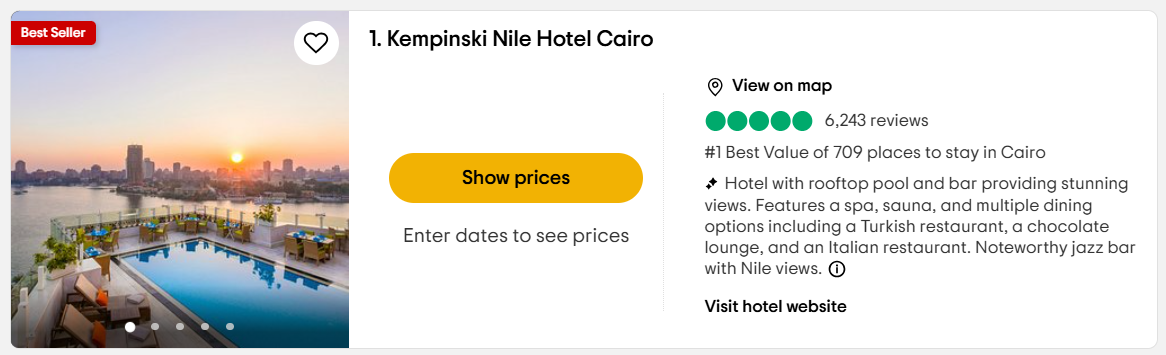 Best Seller
1. Kempinski Nile Hotel Cairo
Show prices
Enter dates to see prices
View on map
6,243 reviews
#1 Best Value of 709 places to stay in Cairo
Hotel with rooftop pool and bar providing stunning
views. Features a spa, sauna, and multiple dining
options including a Turkish restaurant, a chocolate
lounge, and an Italian restaurant. Noteworthy jazz bar
with Nile views.
Visit hotel website